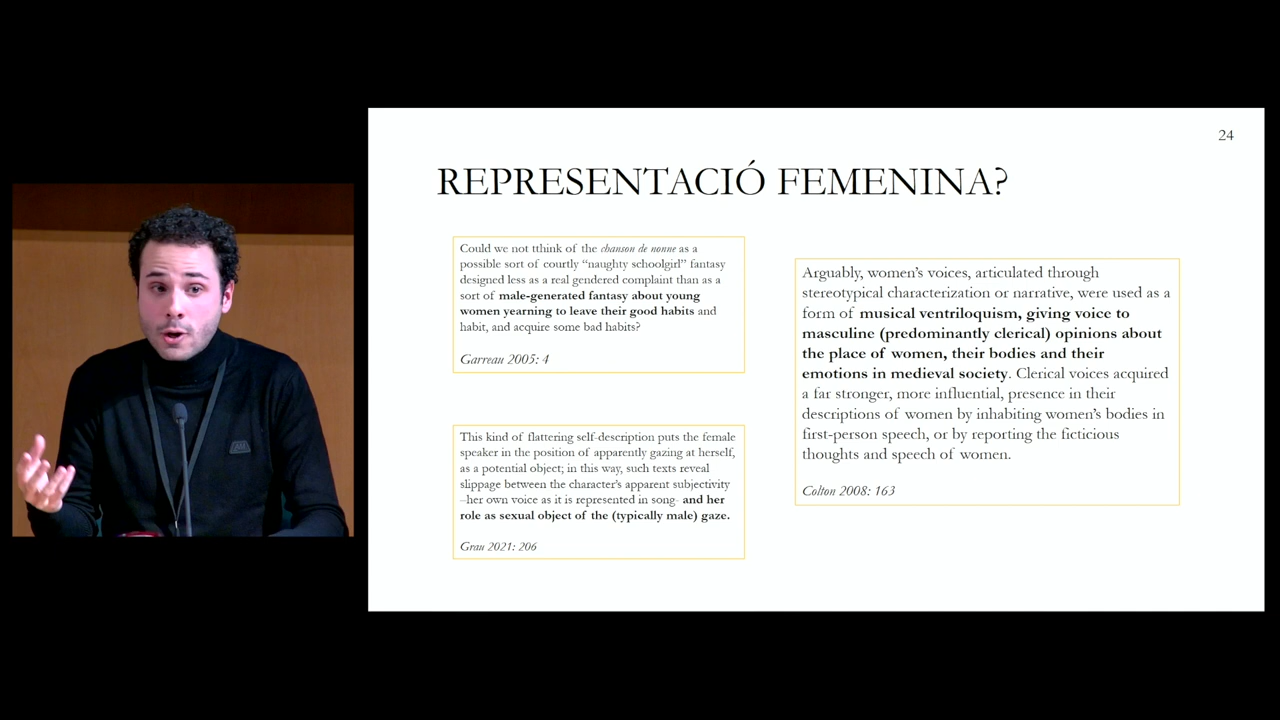 24
REPRESENTACIÓ FEMENINA?
Could we not tthink of the chanson de nonne as a
possible sort of courtly “naughty schoolgirl” fantasy
designed less as a real gendered complaint than as a
sort of male-generated fantasy about young
women yearning to leave their good habits and
habit, and acquire some bad habits?
Garreau 2005: 4
This kind of flattering self-description puts the female
speaker in the position of apparently gazing at herself,
as a potential object; in this way, such texts reveal
slippage between the character’s apparent subjectivity
–her own voice as it is represented in song- and her
role as sexual object of the (typically male) gaze.
Grau 2021: 206
Arguably, women’s voices, articulated through
stereotypical characterization or narrative, were used as a
form of musical ventriloquism, giving voice to
masculine (predominantly clerical) opinions about
the place of women, their bodies and their
emotions in medieval society. Clerical voices acquired
a far stronger, more influential, presence in their
descriptions of women by inhabiting women’s bodies in
first-person speech, or by reporting the ficticious
thoughts and speech of women.
Colton 2008: 163